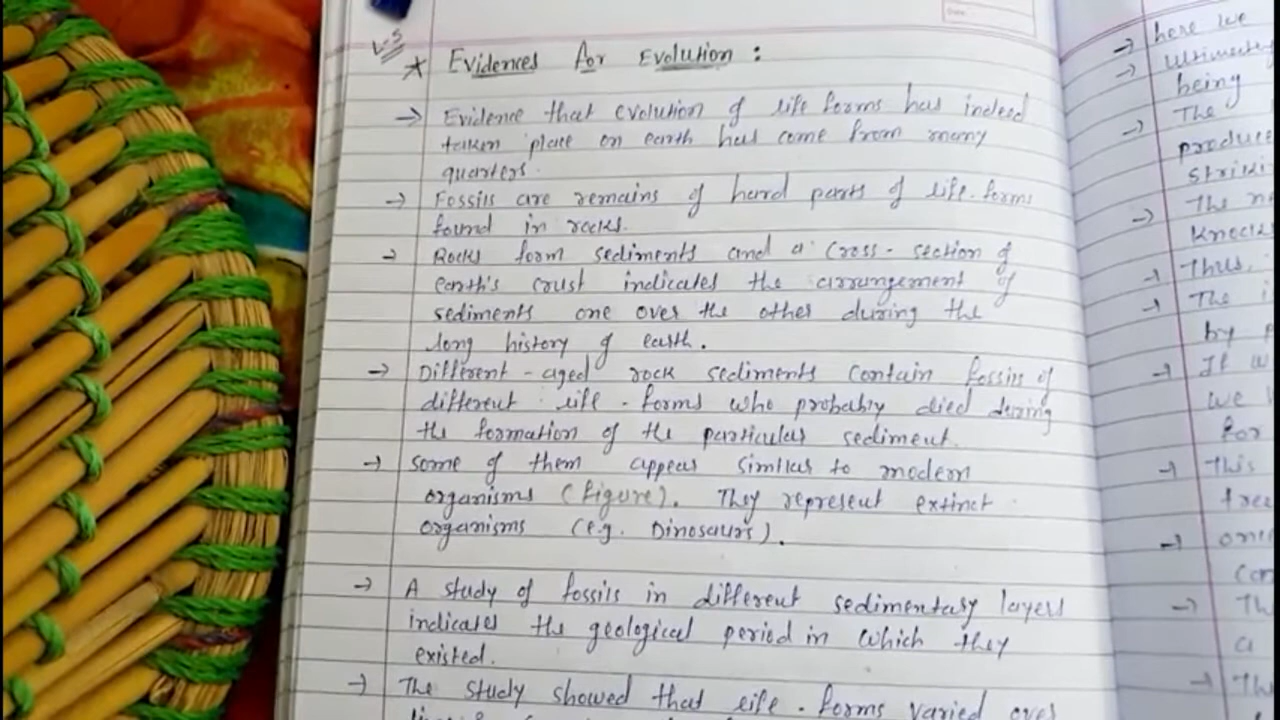 L-5
* Evidences for Evolution :
→ Evidence that evolution of life forms has indeed
taken place on earth has come from many
quarters.
→ Fossils are remains of hard parts of life-forms
found in rocks.
→ Rocks form sediments and a cross-section of
earth's crust indicates the arrangement of
sediments one over the other during the
long history of earth.
→ Different-aged rock sediments contain fossils of
different life-forms who probably died during
the formation of the particular sediment.
→ some of them appear similar to modern
organisms (figure). They represent extinct
organisms (e.g. Dinosaurs).
→ A study of fossils in different sedimentary layers
indicates the geological period in which they
existed.
→ The study showed that life-forms varied over
Date
→ here we
→
being
→ The
produce
→ The
→ Thus,
→ The
by
→ If
we
for
→ This
→
→ Th
a
→ The